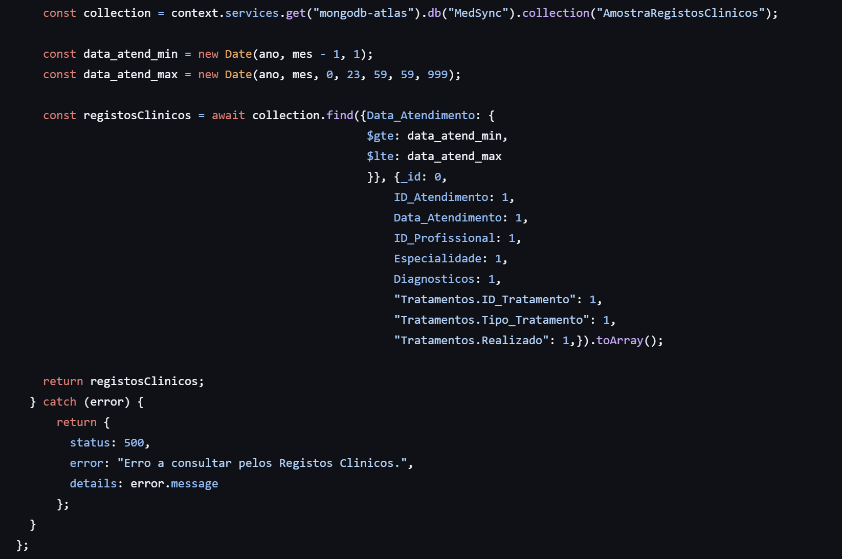 const collection = context.services.get("mongodb-atlas").db("MedSync").collection("AmostraRegistosClinicos");
const data_atend_min = new Date(ano, mes - 1, 1);
const data_atend_max = new Date(ano, mes, 0, 23, 59, 59, 999);
const registosClinicos = await collection.find({Data_Atendimento: {
$gte: data_atend_min,
$lte: data_atend_max
}}, {_id: 0,
ID_Atendimento: 1,
Data_Atendimento: 1,
ID_Profissional: 1,
Especialidade: 1,
Diagnosticos: 1,
"Tratamentos.ID_Tratamento": 1,
"Tratamentos.Tipo_Tratamento": 1,
"Tratamentos.Realizado": 1,}).toArray();
return registosClinicos;
} catch (error) {
return {
status: 500,
error: "Erro a consultar pelos Registos Clinicos.",
details: error.message
};
}
};